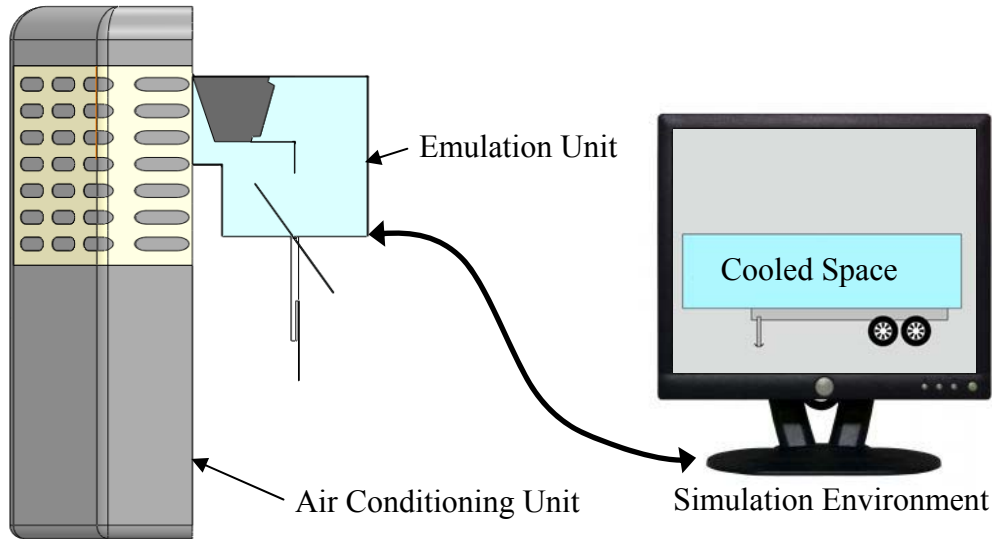 Emulation Unit
Cooled Space
Air Conditioning Unit
Simulation Environment